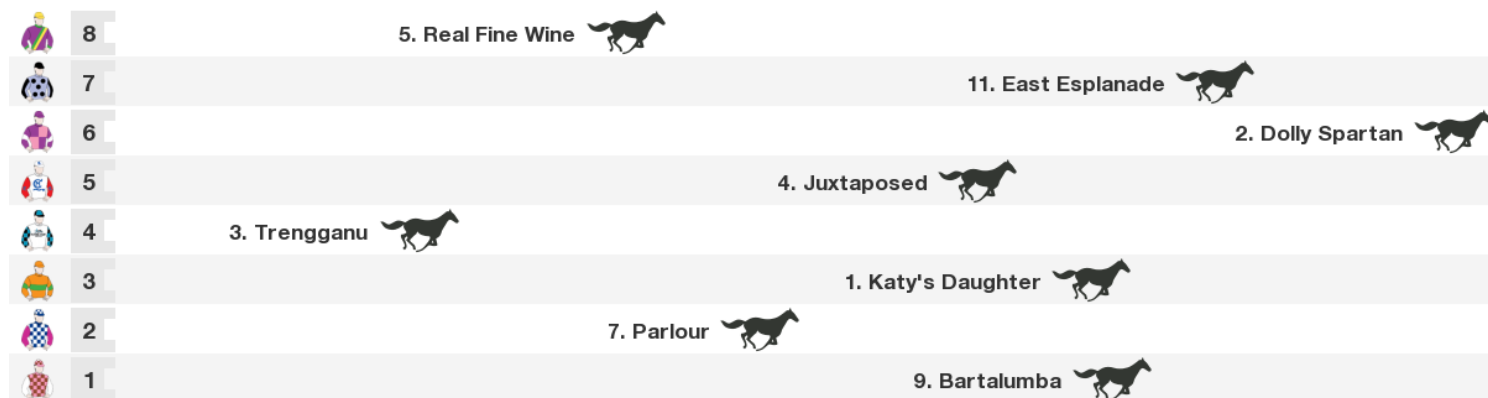 8 5. Real Fine Wine
7 11. East Esplanade
6 2. Dolly Spartan
5 4. Juxtaposed
4 3. Trengganu
3 1. Katy's Daughter
2 7. Parlour
1 9. Bartalumba